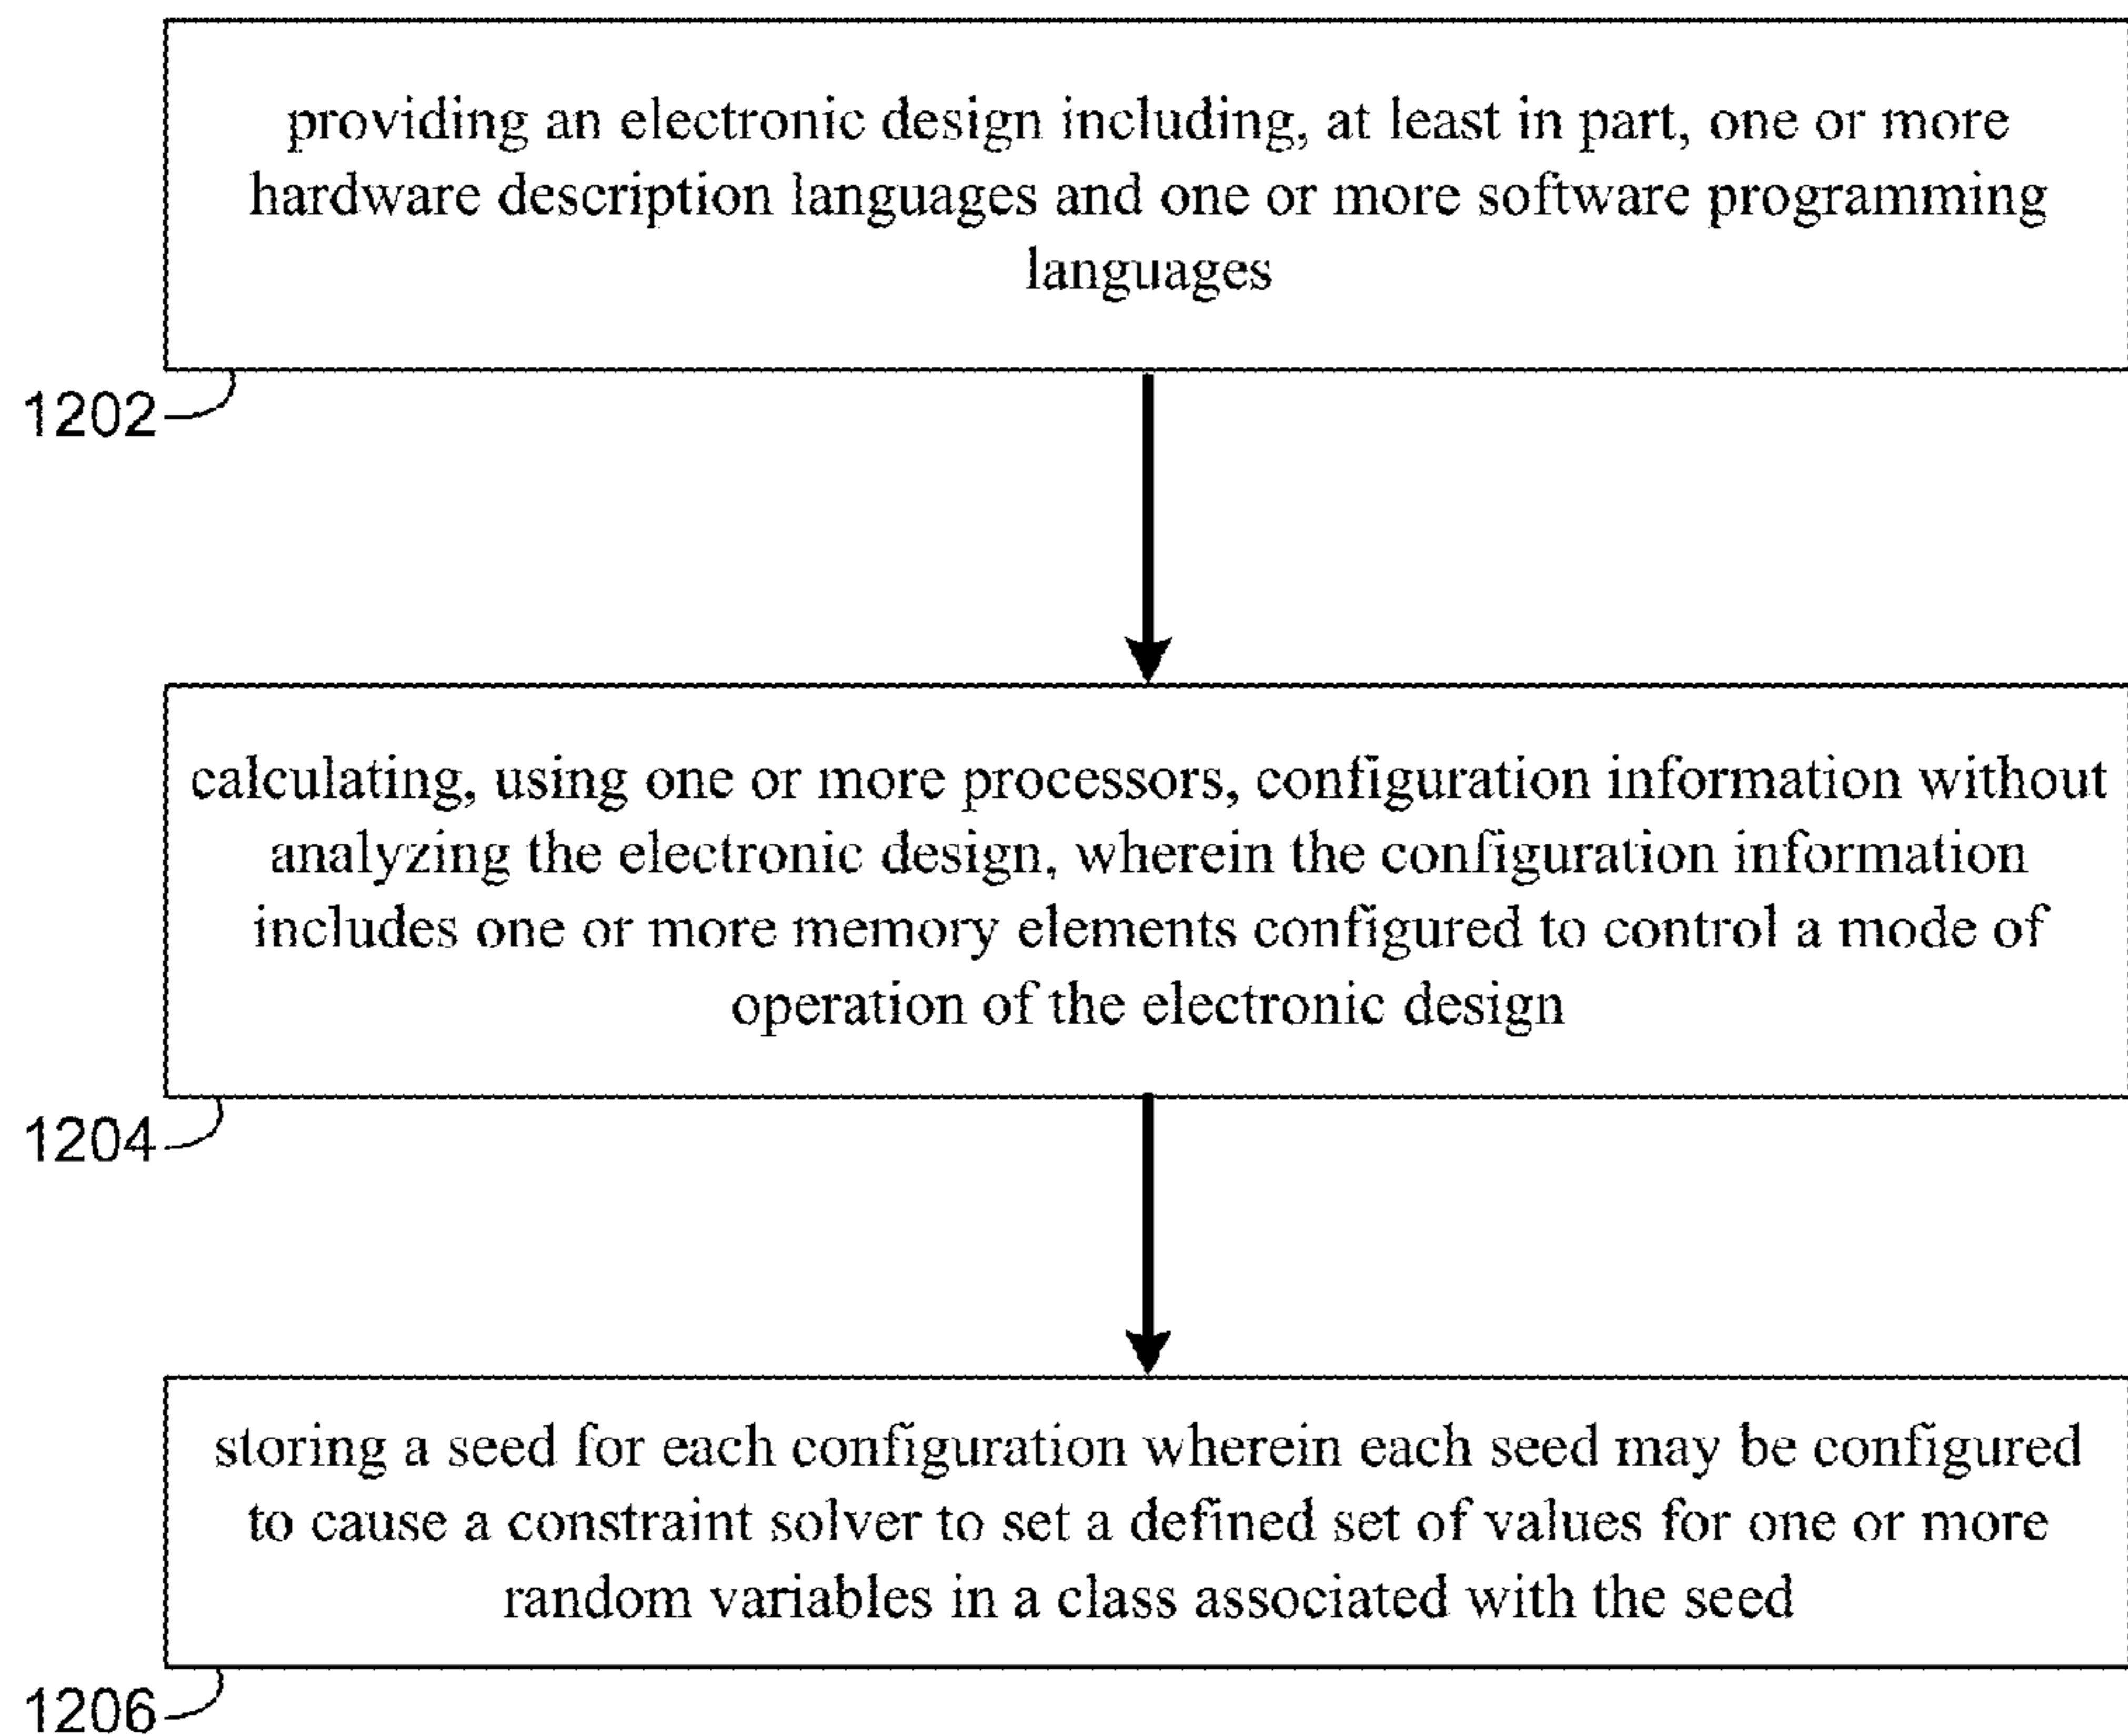 providing an electronic design including, at least in part, one or more
hardware description languages and one or more software programming
languages
1202
calculating, using one or more processors, configuration information without
analyzing the electronic design, wherein the configuration information
includes one or more memory elements configured to control a mode of
operation of the electronic design
1204
storing a seed for each configuration wherein each seed may be configured
to cause a constraint solver to set a defined set of values for one or more
random variables in a class associated with the seed
1206